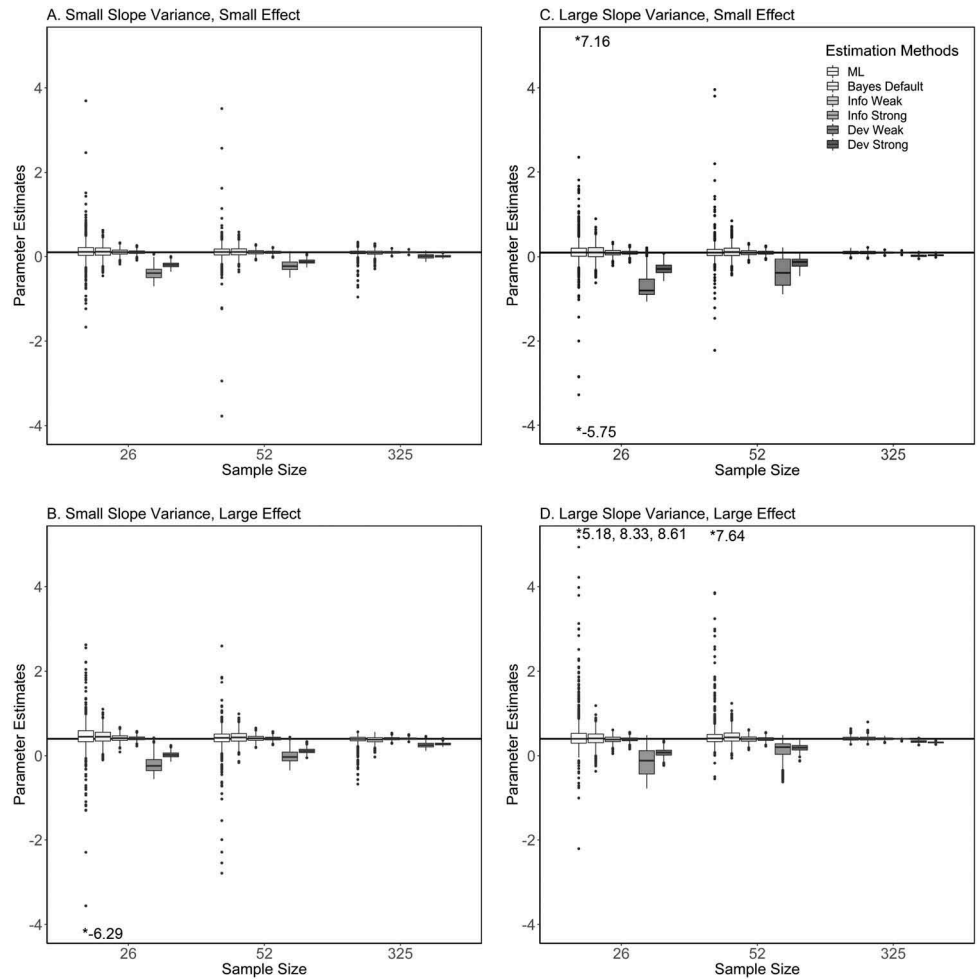 A. Small Slope Variance, Small Effect
Parameter Estimates
4
2
0
-2
-4
26
52
325
Sample Size
C. Large Slope Variance, Small Effect
*7.16
Estimation Methods
ML
Bayes Default
Info Weak
Info Strong
Dev Weak
Dev Strong
Parameter Estimates
4
2
0
-2
-4
*-5.75
26
52
325
Sample Size
B. Small Slope Variance, Large Effect
Parameter Estimates
4
2
0
-2
-4
*-6.29
26
52
325
Sample Size
D. Large Slope Variance, Large Effect
*5.18, 8.33, 8.61
*7.64
Parameter Estimates
4
2
0
-2
-4
26
52
325
Sample Size